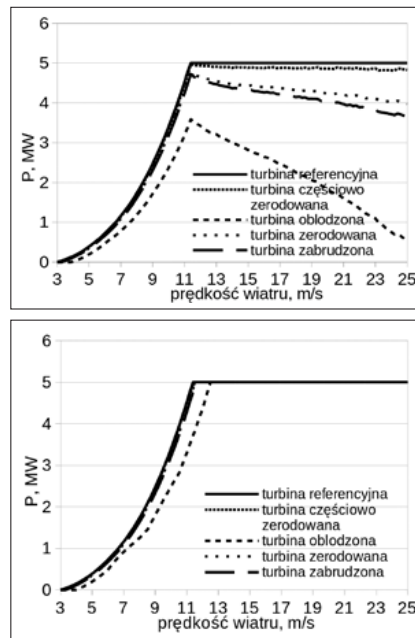 6
5
4
3
2
1
0
P, MW
turbina referencyjna
turbina częściowo
zerodowana
turbina oblodzona
turbina zerodowana
turbina zabrudzona
3 5 7 9 11 13 15 17 19 21 23 25
prędkość wiatru, m/s
6
5
4
3
2
1
0
P, MW
turbina referencyjna
turbina częściowo
zerodowana
turbina oblodzona
turbina zerodowana
turbina zabrudzona
3 5 7 9 11 13 15 17 19 21 23 25
prędkość wiatru, m/s